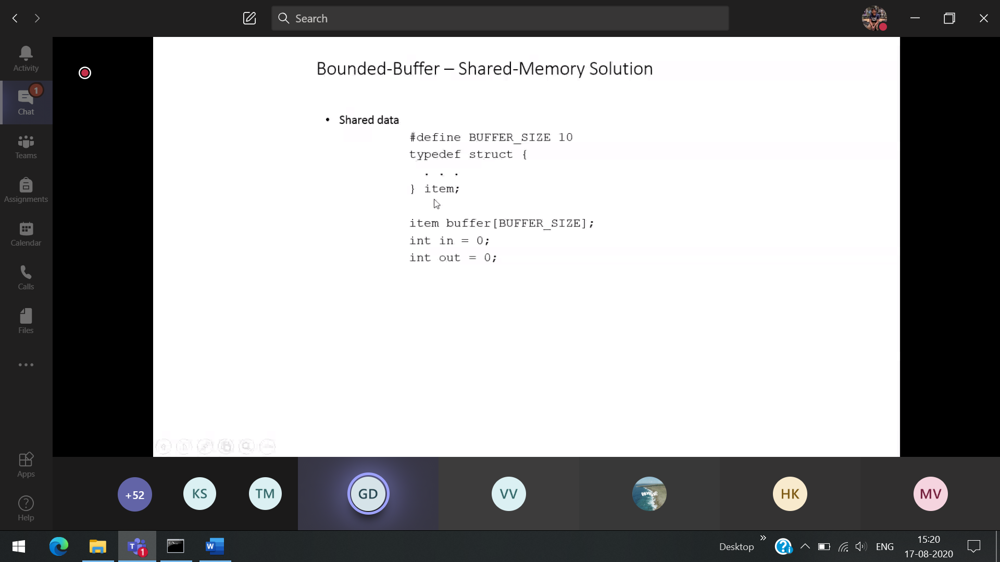 Search
Activity
1
Chat
Teams
Assignments
Calendar
Calls
Files
Apps
Help
Bounded-Buffer – Shared-Memory Solution
• Shared data
#define BUFFER_SIZE 10
typedef struct {
. . .
} item;
item buffer[BUFFER_SIZE];
int in = 0;
int out = 0;
+52
KS
TM
GD
VV
WAVE
HK
MV
T
1
W
Desktop
ENG
15:20
17-08-2020